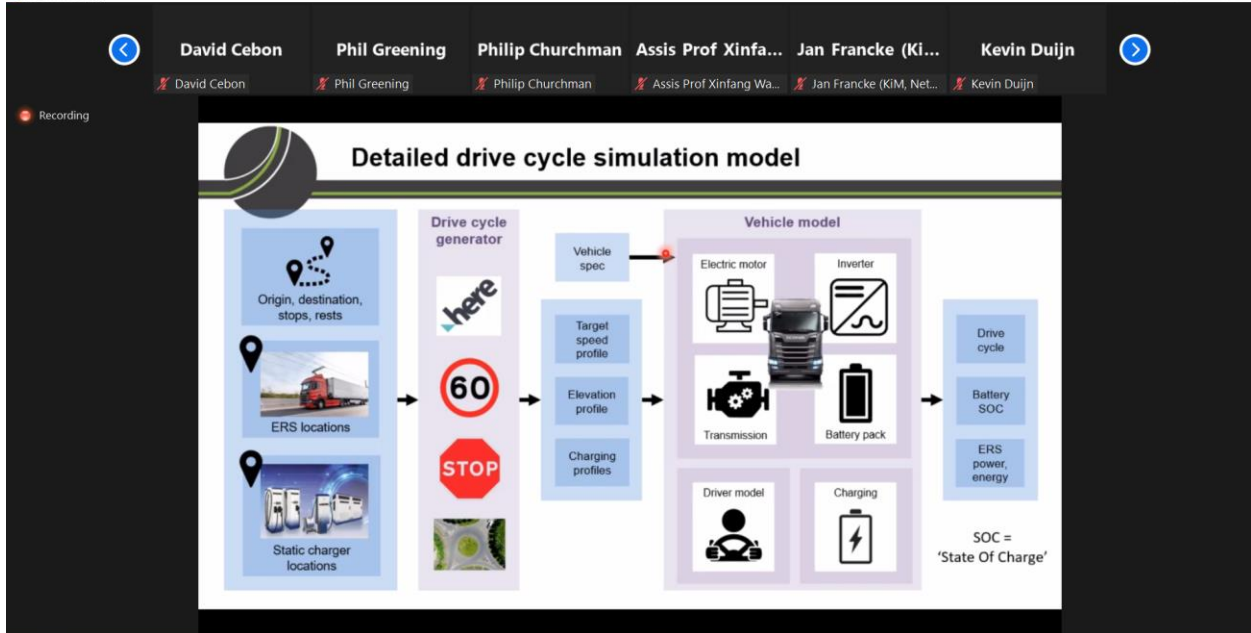 David Cebon
Phil Greening
Philip Churchman
Assis Prof Xinfa...
Jan Francke (Ki...
Kevin Duijn
David Cebon
Phil Greening
Philip Churchman
Assis Prof Xinfang Wa...
Jan Francke (KiM, Net...
Kevin Duijn
Recording
Detailed drive cycle simulation model
Origin, destination,
stops, rests
ERS locations
Static charger
locations
Drive cycle
generator
here
60
STOP
Vehicle
spec
Target
speed
profile
Elevation
profile
Charging
profiles
Vehicle model
Electric motor
Inverter
Transmission
Battery pack
Driver model
Charging
Drive
cycle
Battery
SOC
ERS
power,
energy
SOC =
'State Of Charge'